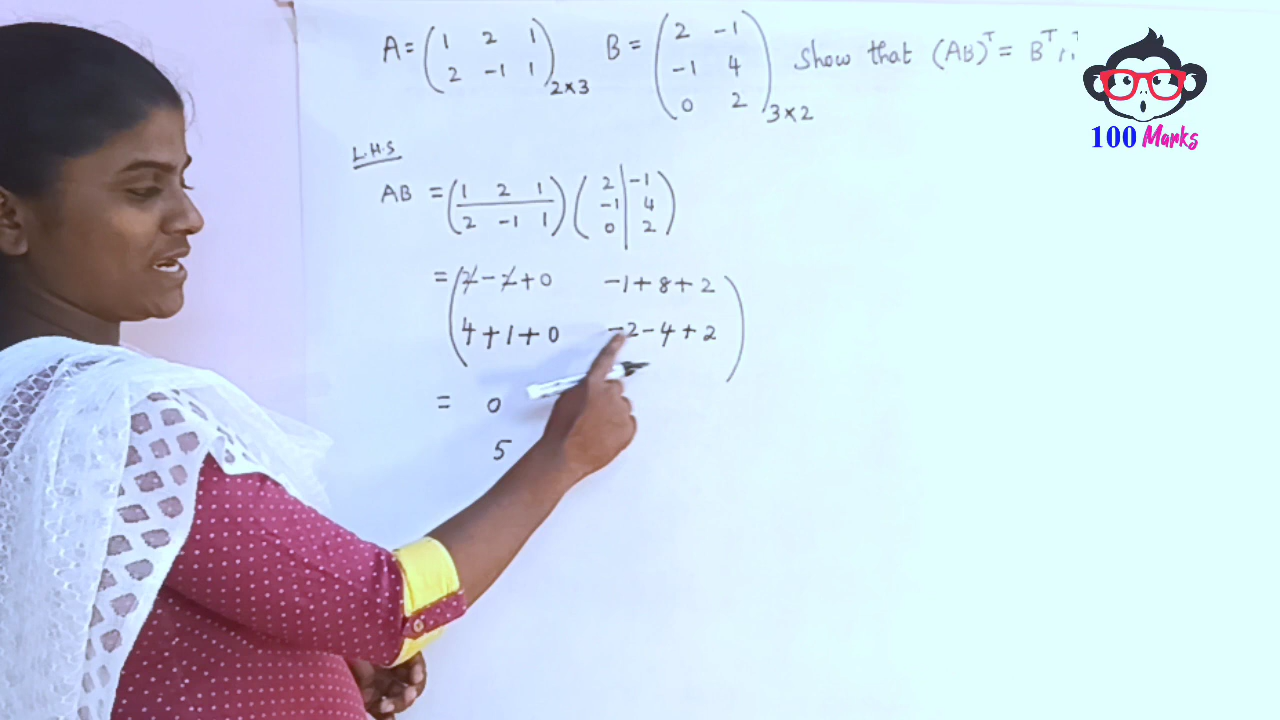 A = ( 1 2 1 B = ( 2 -1
2 -1 1 )2×3 -1 4 Show that (AB)ᵀ = Bᵀ
0 2 )3×2
100 Marks
L.H.S
AB = ( 1 2 1 ) ( 2 | -1 )
2 -1 1 -1 | 4
0 | 2
= ( 2 - 2 + 0 -1 + 8 + 2 )
4 + 1 + 0 -2 - 4 + 2
= 0
5